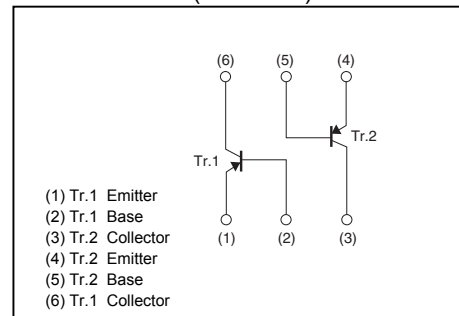 (6) (5) (4)
Tr.2
Tr.1
(1) Tr.1 Emitter
(2) Tr.1 Base
(3) Tr.2 Collector
(4) Tr.2 Emitter
(5) Tr.2 Base
(6) Tr.1 Collector
(1) (2) (3)